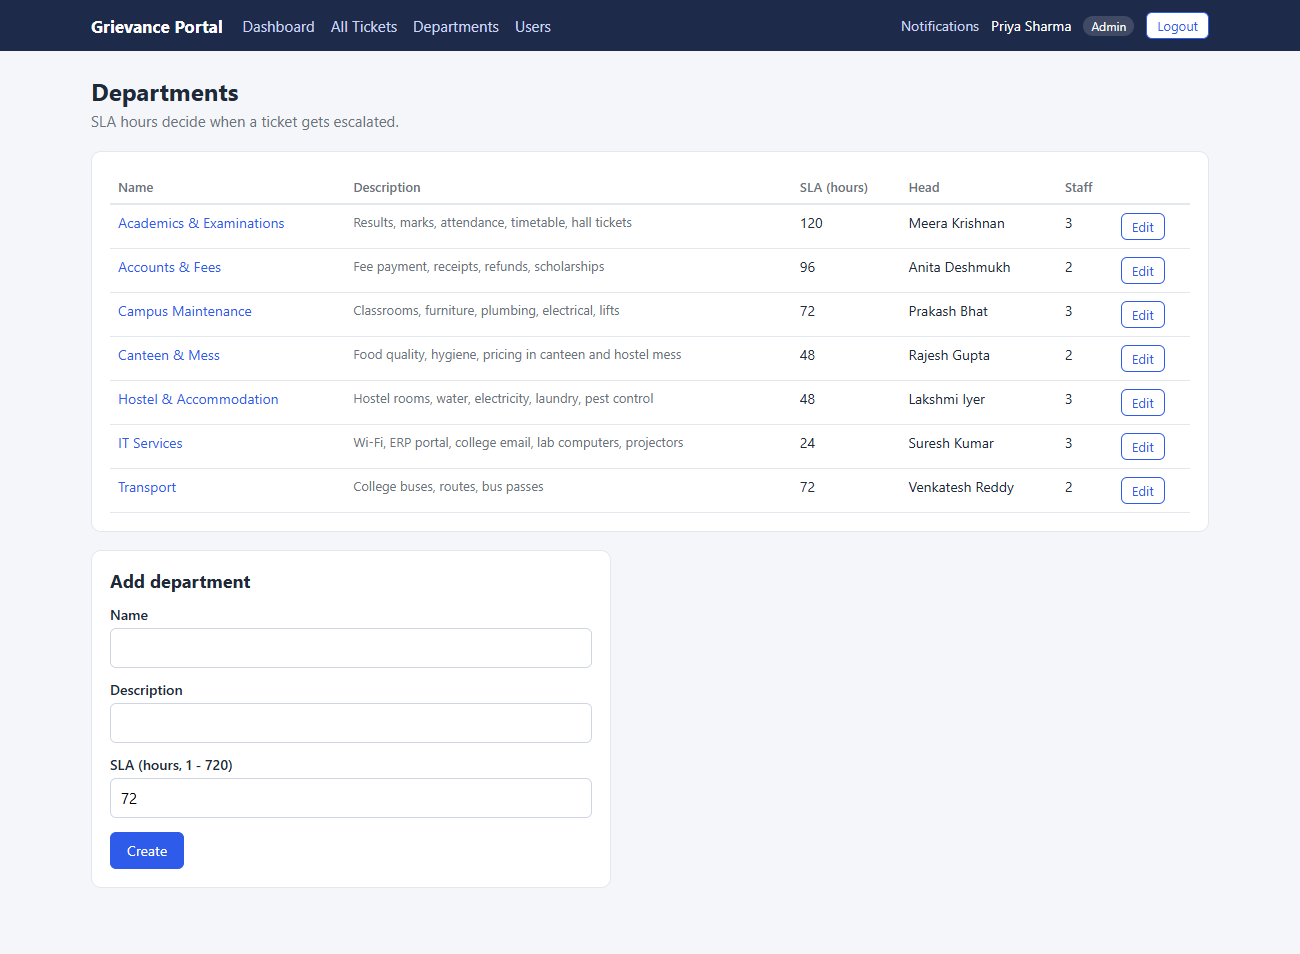 Grievance Portal Dashboard All Tickets Departments Users Notifications Priya Sharma Admin Logout
Departments
SLA hours decide when a ticket gets escalated.
Name Description SLA (hours) Head Staff
Academics & Examinations Results, marks, attendance, timetable, hall tickets 120 Meera Krishnan 3 Edit
Accounts & Fees Fee payment, receipts, refunds, scholarships 96 Anita Deshmukh 2 Edit
Campus Maintenance Classrooms, furniture, plumbing, electrical, lifts 72 Prakash Bhat 3 Edit
Canteen & Mess Food quality, hygiene, pricing in canteen and hostel mess 48 Rajesh Gupta 2 Edit
Hostel & Accommodation Hostel rooms, water, electricity, laundry, pest control 48 Lakshmi Iyer 3 Edit
IT Services Wi-Fi, ERP portal, college email, lab computers, projectors 24 Suresh Kumar 3 Edit
Transport College buses, routes, bus passes 72 Venkatesh Reddy 2 Edit
Add department
Name
Description
SLA (hours, 1 - 720)
72
Create